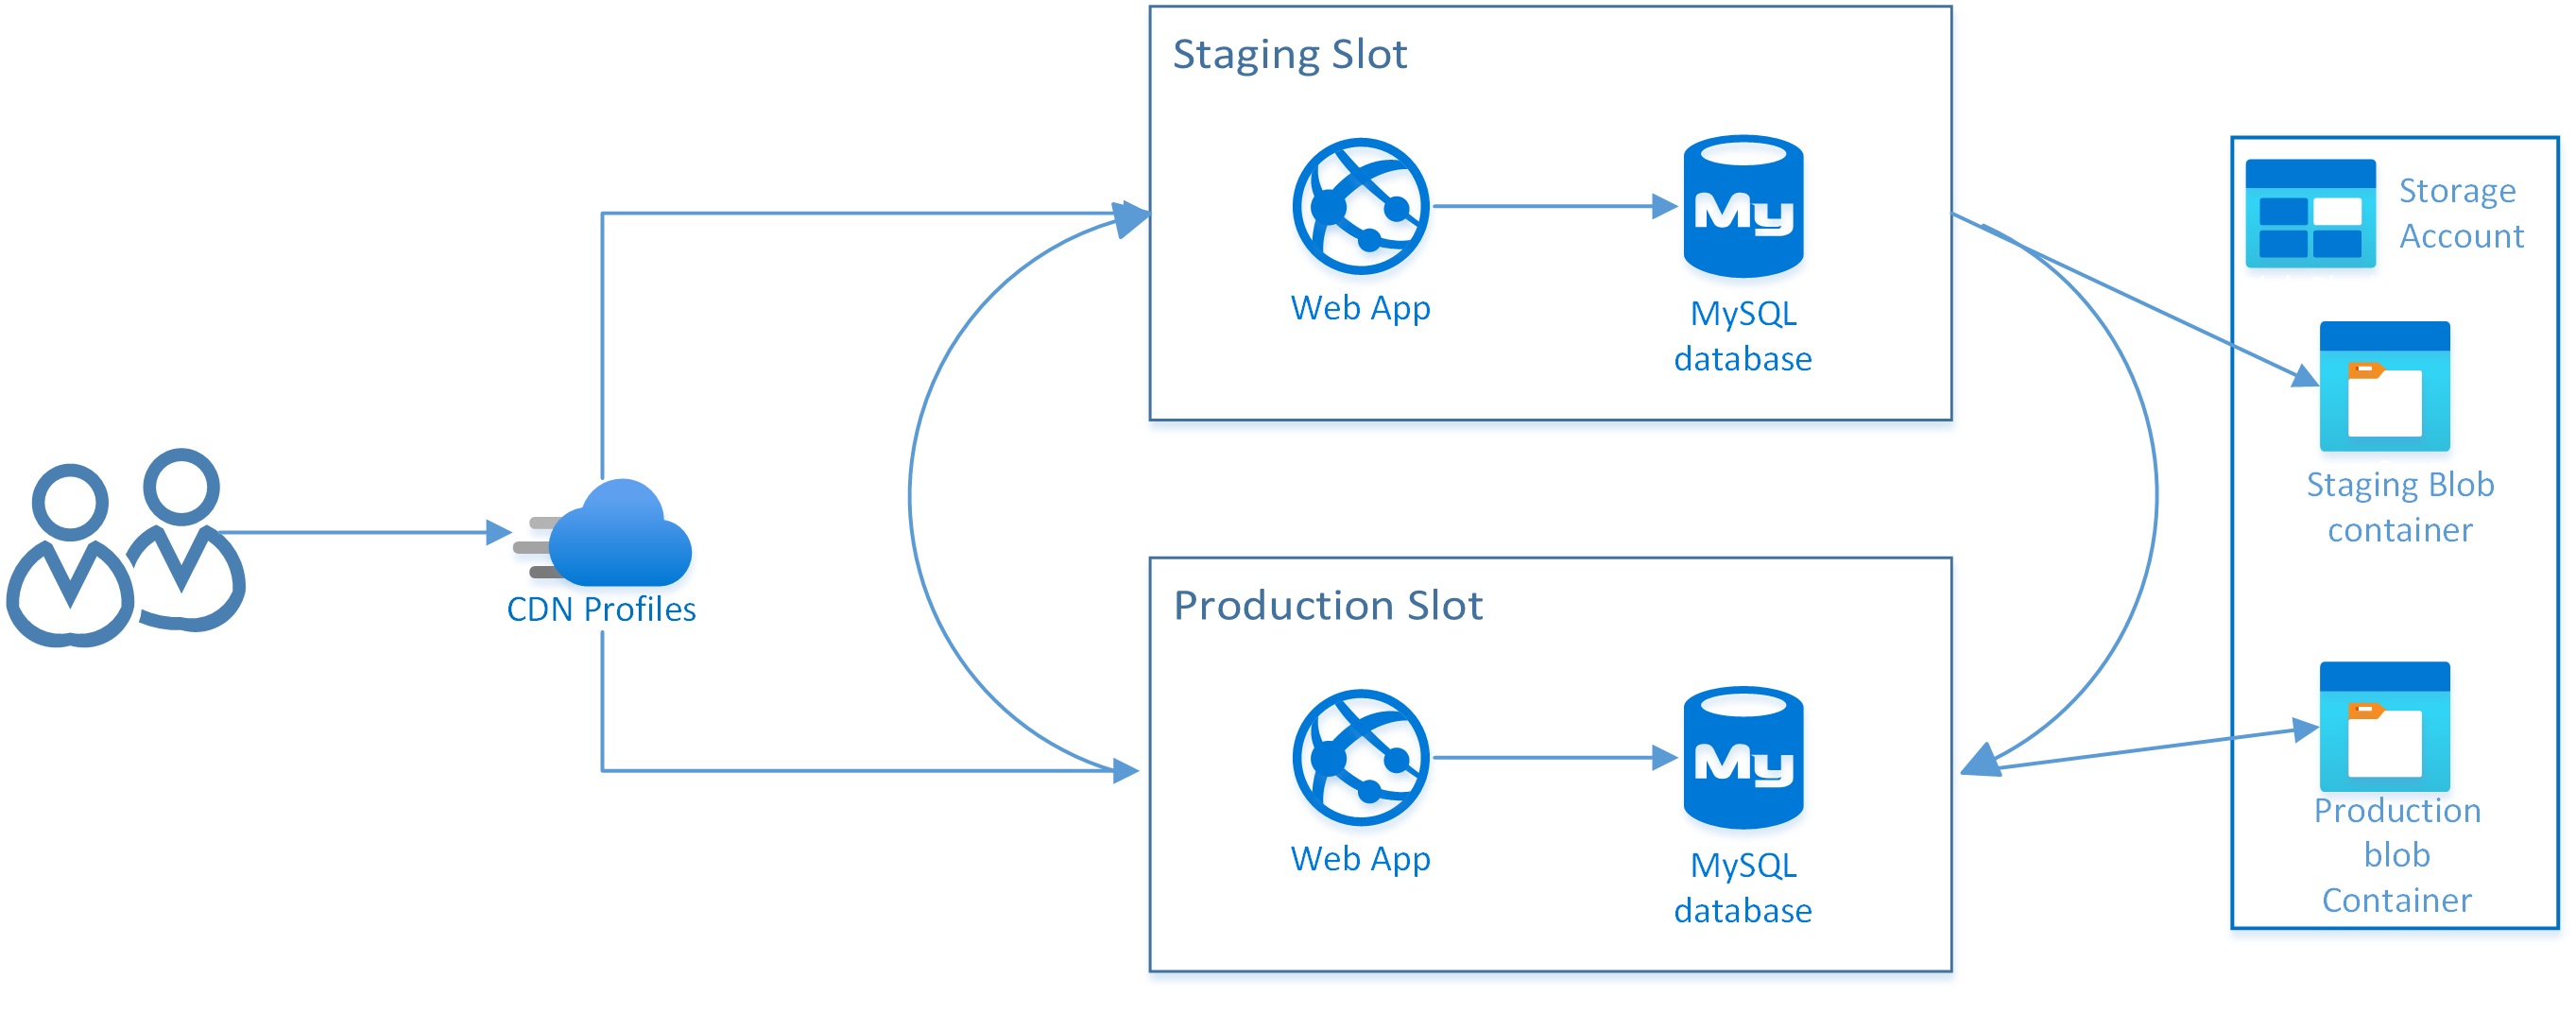 Staging Slot
My
Web App
MySQL
database
CDN Profiles
Production Slot
My
Web App
MySQL
database
Storage
Account
Staging Blob
container
Production
blob
Container